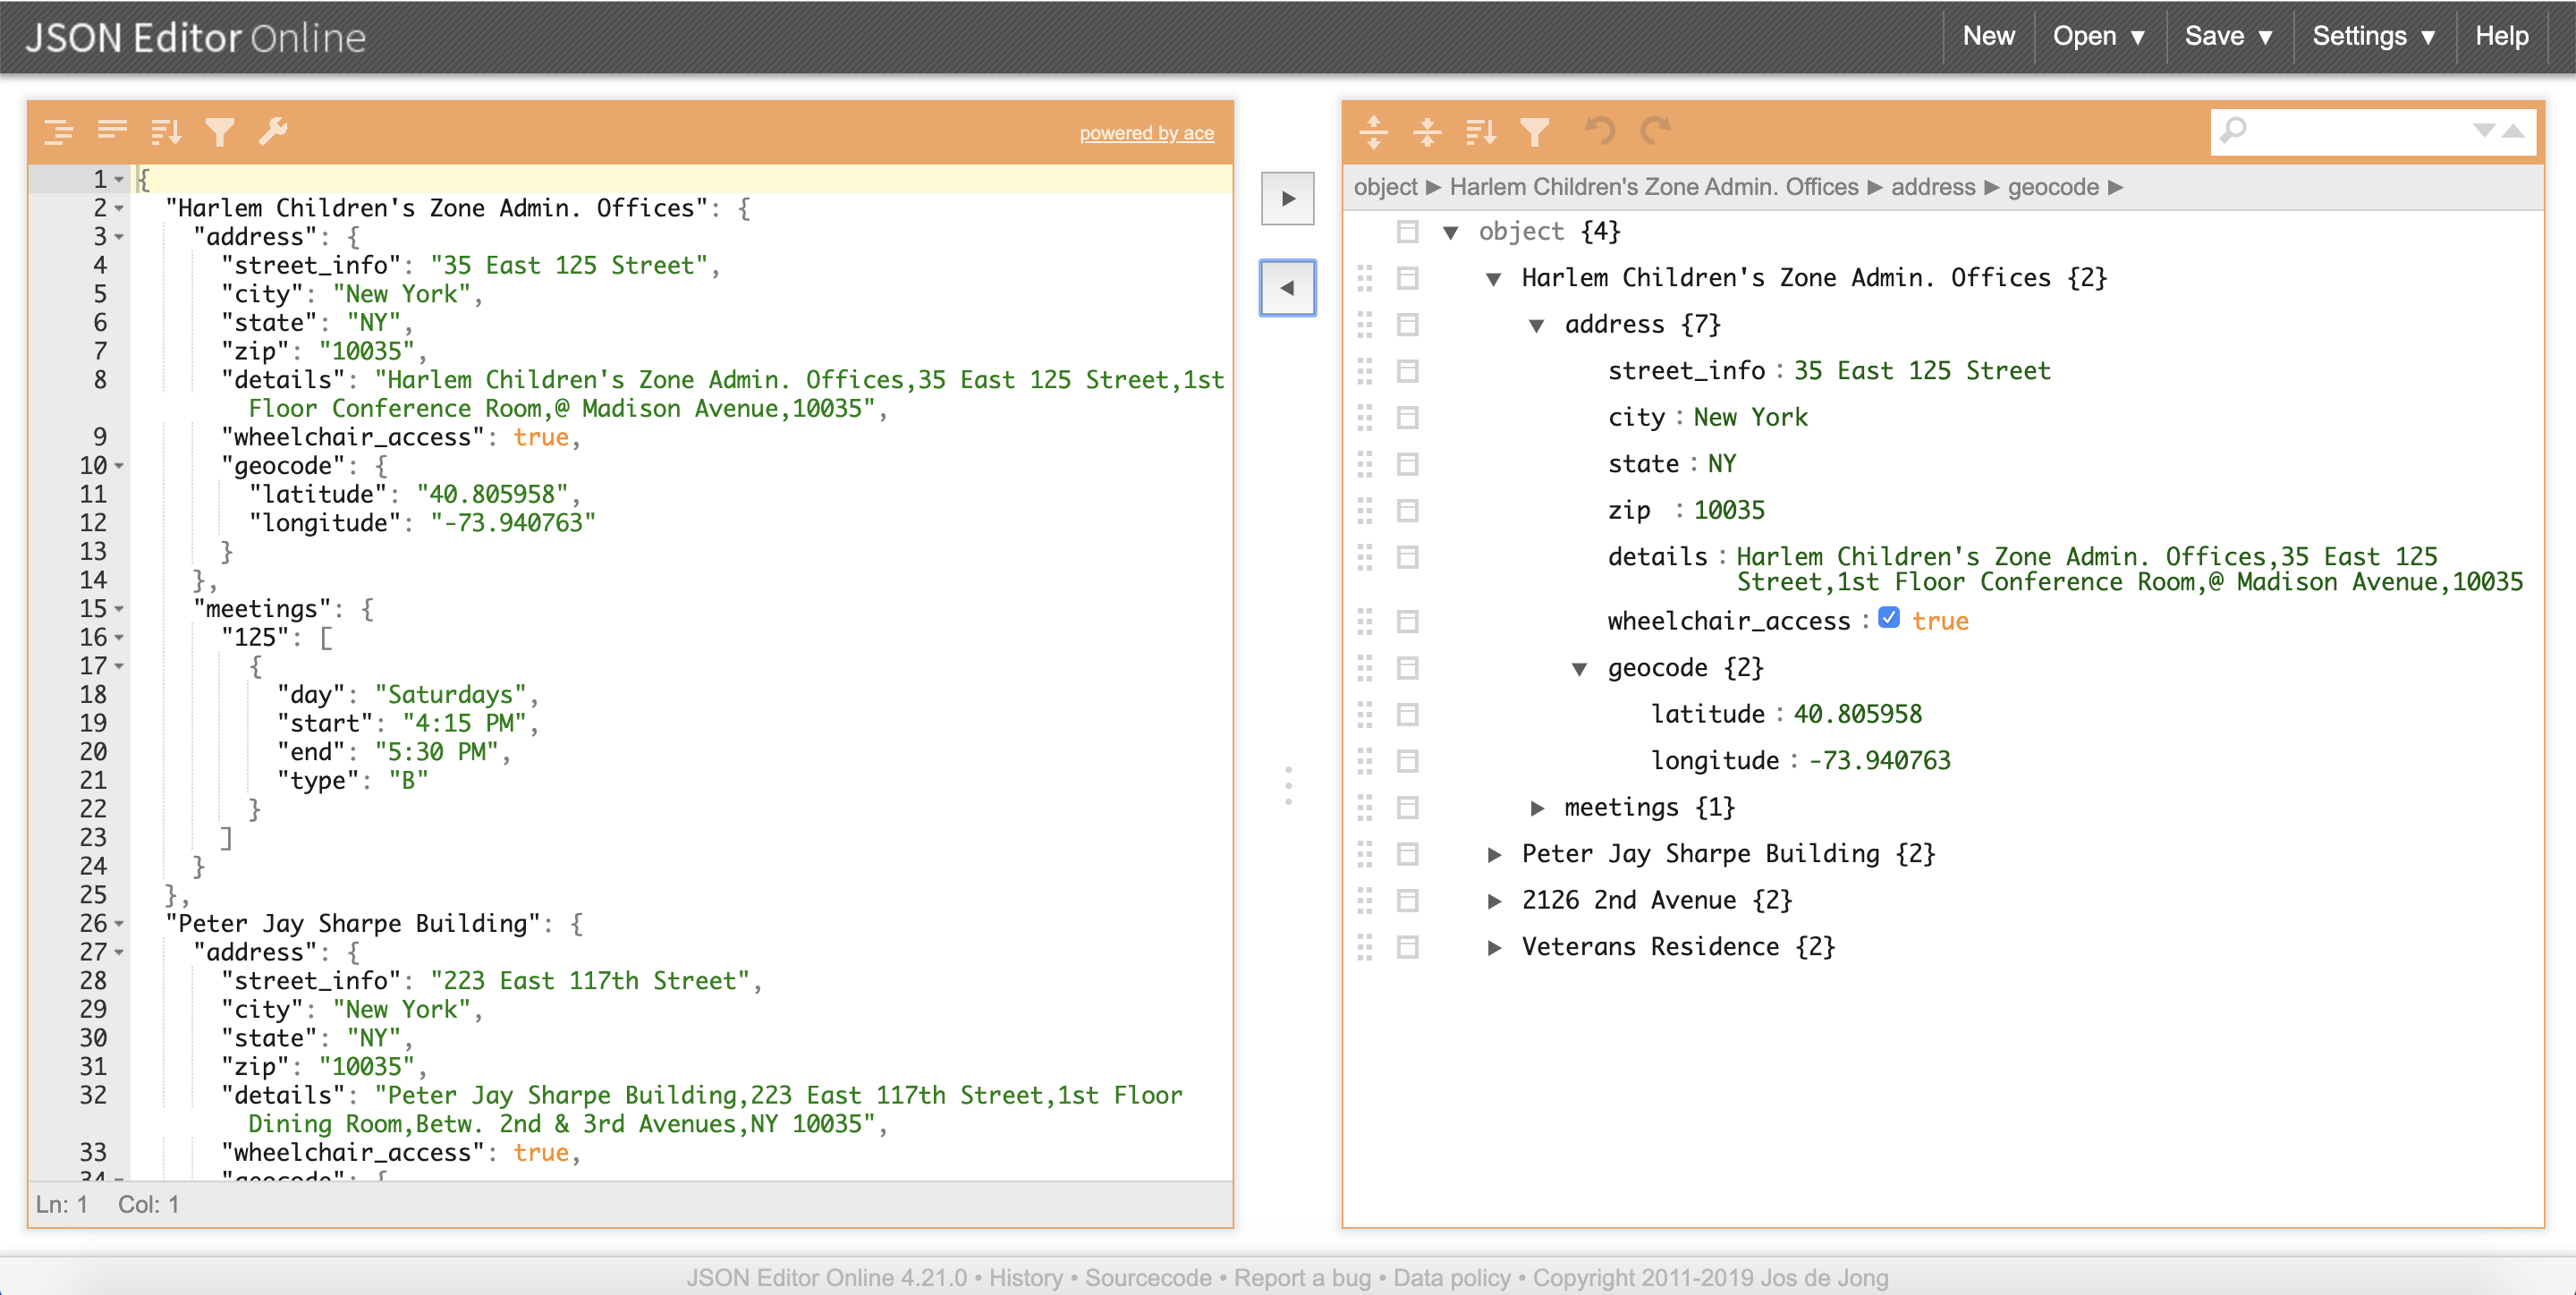 JSON Editor Online
New
Open ▼
Save ▼
Settings ▼
Help
powered by ace
1 {
2 "Harlem Children's Zone Admin. Offices": {
3 "address": {
4 "street_info": "35 East 125 Street",
5 "city": "New York",
6 "state": "NY",
7 "zip": "10035",
8 "details": "Harlem Children's Zone Admin. Offices,35 East 125 Street,1st
Floor Conference Room,@ Madison Avenue,10035",
9 "wheelchair_access": true,
10 "geocode": {
11 "latitude": "40.805958",
12 "longitude": "-73.940763"
13 }
14 },
15 "meetings": {
16 "125": [
17 {
18 "day": "Saturdays",
19 "start": "4:15 PM",
20 "end": "5:30 PM",
21 "type": "B"
22 }
23 ]
24 }
25 },
26 "Peter Jay Sharpe Building": {
27 "address": {
28 "street_info": "223 East 117th Street",
29 "city": "New York",
30 "state": "NY",
31 "zip": "10035",
32 "details": "Peter Jay Sharpe Building,223 East 117th Street,1st Floor
Dining Room,Betw. 2nd & 3rd Avenues,NY 10035",
33 "wheelchair_access": true,
34 "geocode": {
Ln: 1 Col: 1
object ► Harlem Children's Zone Admin. Offices ► address ► geocode ►
▼ object {4}
▼ Harlem Children's Zone Admin. Offices {2}
▼ address {7}
street_info : 35 East 125 Street
city : New York
state : NY
zip : 10035
details : Harlem Children's Zone Admin. Offices,35 East 125
Street,1st Floor Conference Room,@ Madison Avenue,10035
wheelchair_access : true
▼ geocode {2}
latitude : 40.805958
longitude : -73.940763
► meetings {1}
► Peter Jay Sharpe Building {2}
► 2126 2nd Avenue {2}
► Veterans Residence {2}
JSON Editor Online 4.21.0 • History • Sourcecode • Report a bug • Data policy • Copyright 2011-2019 Jos de Jong